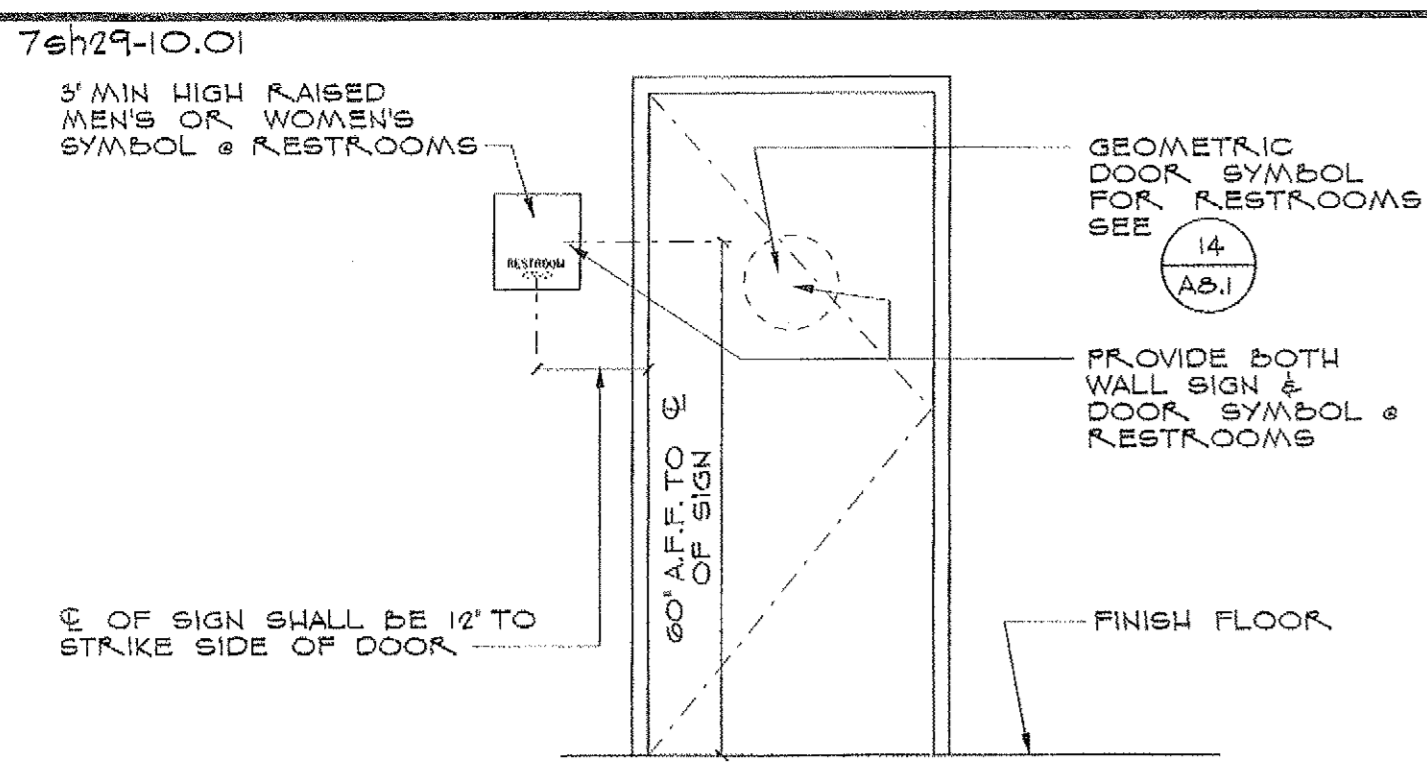 7sh29-10.01
3" MIN HIGH RAISED
MEN'S OR WOMEN'S
SYMBOL @ RESTROOMS
RESTROOM
GEOMETRIC
DOOR SYMBOL
FOR RESTROOMS
SEE
14
A8.1
PROVIDE BOTH
WALL SIGN &
DOOR SYMBOL @
RESTROOMS
60" A.F.F. TO ℄
OF SIGN
℄ OF SIGN SHALL BE 12" TO
STRIKE SIDE OF DOOR
FINISH FLOOR